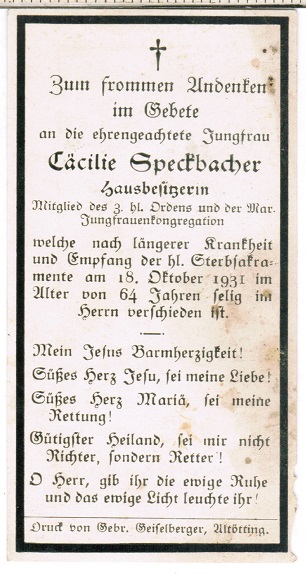 Zum frommen Andenken
im Gebete
an die ehrengeachtete Jungfrau
Cäcilie Speckbacher
Hausbesitzerin
Mitglied des 3. hl. Ordens und der Mar.
Jungfrauenkongregation
welche nach längerer Krankheit
und Empfang der hl. Sterbsakra-
mente am 18. Oktober 1931 im
Alter von 64 Jahren selig im
Herrn verschieden ist.
Mein Jesus Barmherzigkeit!
Süßes Herz Jesu, sei meine Liebe!
Süßes Herz Mariä, sei meine
Rettung!
Gütigster Heiland, sei mir nicht
Richter, sondern Retter!
O Herr, gib ihr die ewige Ruhe
und das ewige Licht leuchte ihr!
Druck von Gebr. Geiselberger, Altötting.